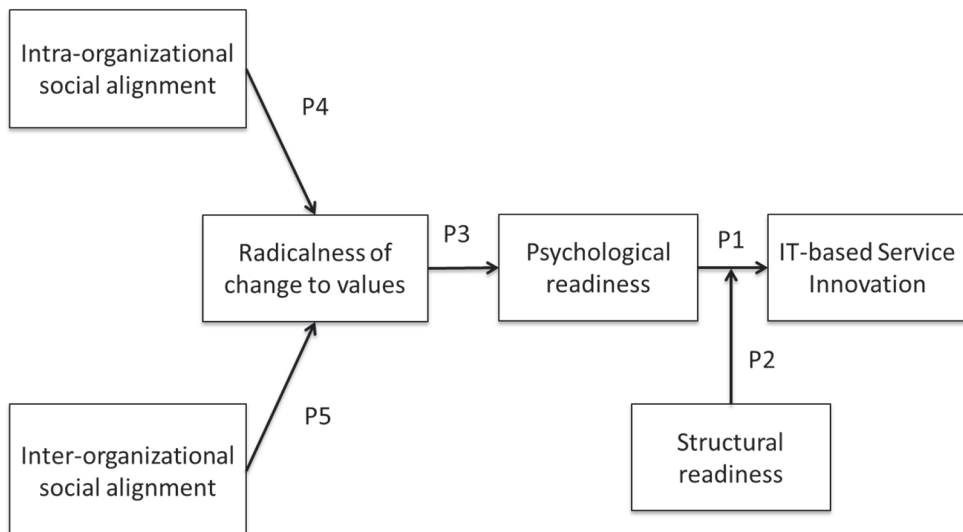 Intra-organizational
social alignment
P4
Radicalness of
change to values
P3
Psychological
readiness
P1
IT-based Service
Innovation
P2
P5
Inter-organizational
social alignment
Structural
readiness